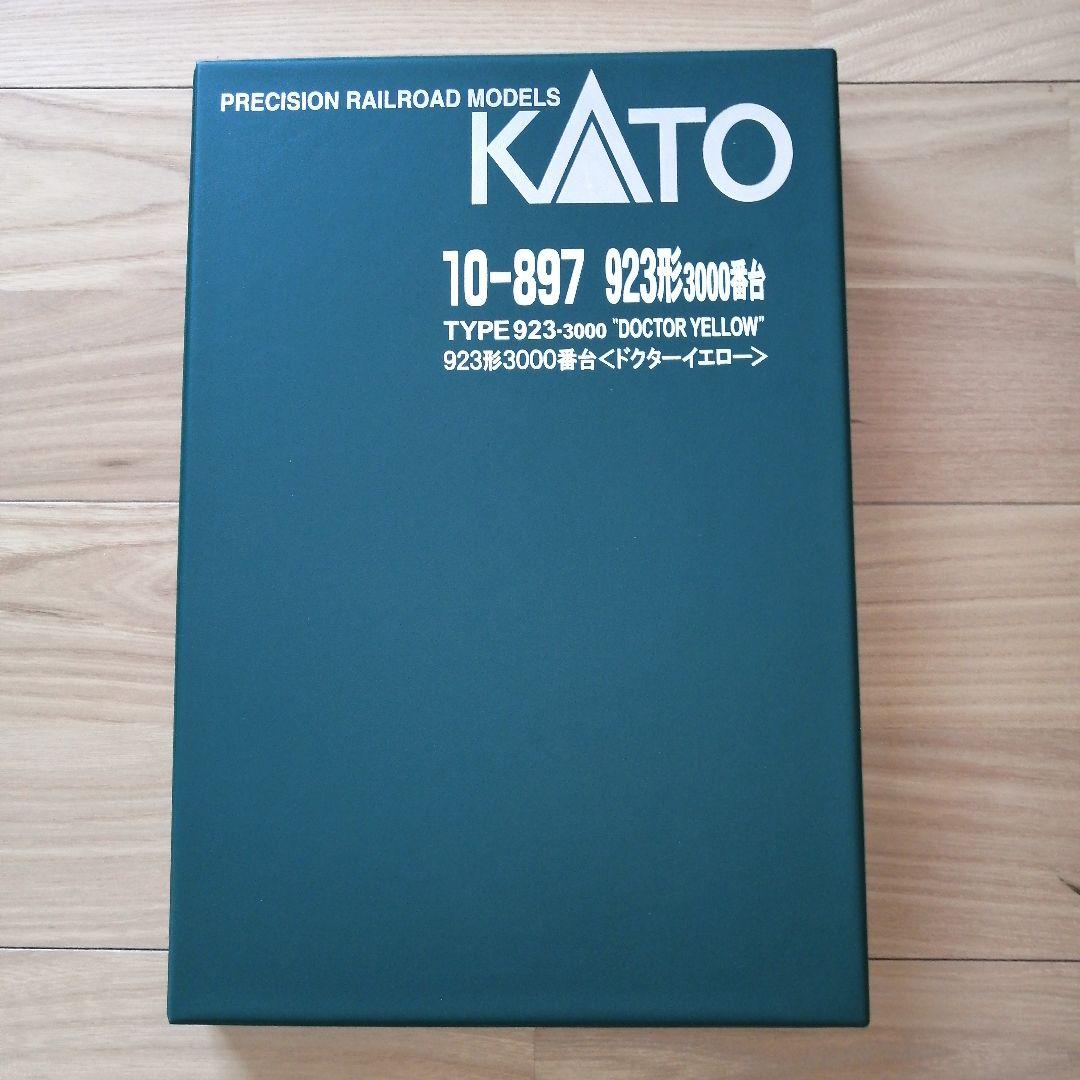 PRECISION RAILROAD MODELS
KATO
10-897 923形3000番台
TYPE 923-3000 "DOCTOR YELLOW"
923形3000番台<ドクターイエロー>